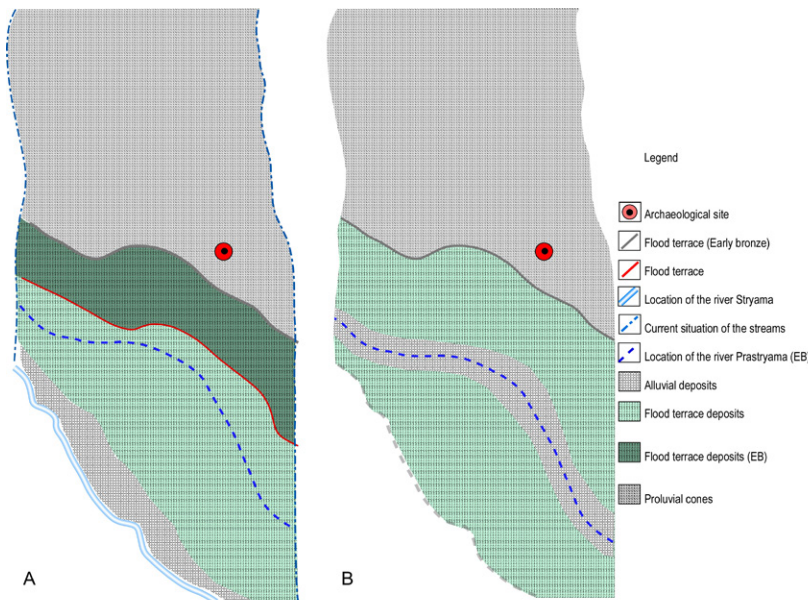 Legend
Archaeological site
Flood terrace (Early bronze)
Flood terrace
Location of the river Stryama
Current situation of the streams
Location of the river Prastryama (EB)
Alluvial deposits
Flood terrace deposits
Flood terrace deposits (EB)
Proluvial cones
A
B